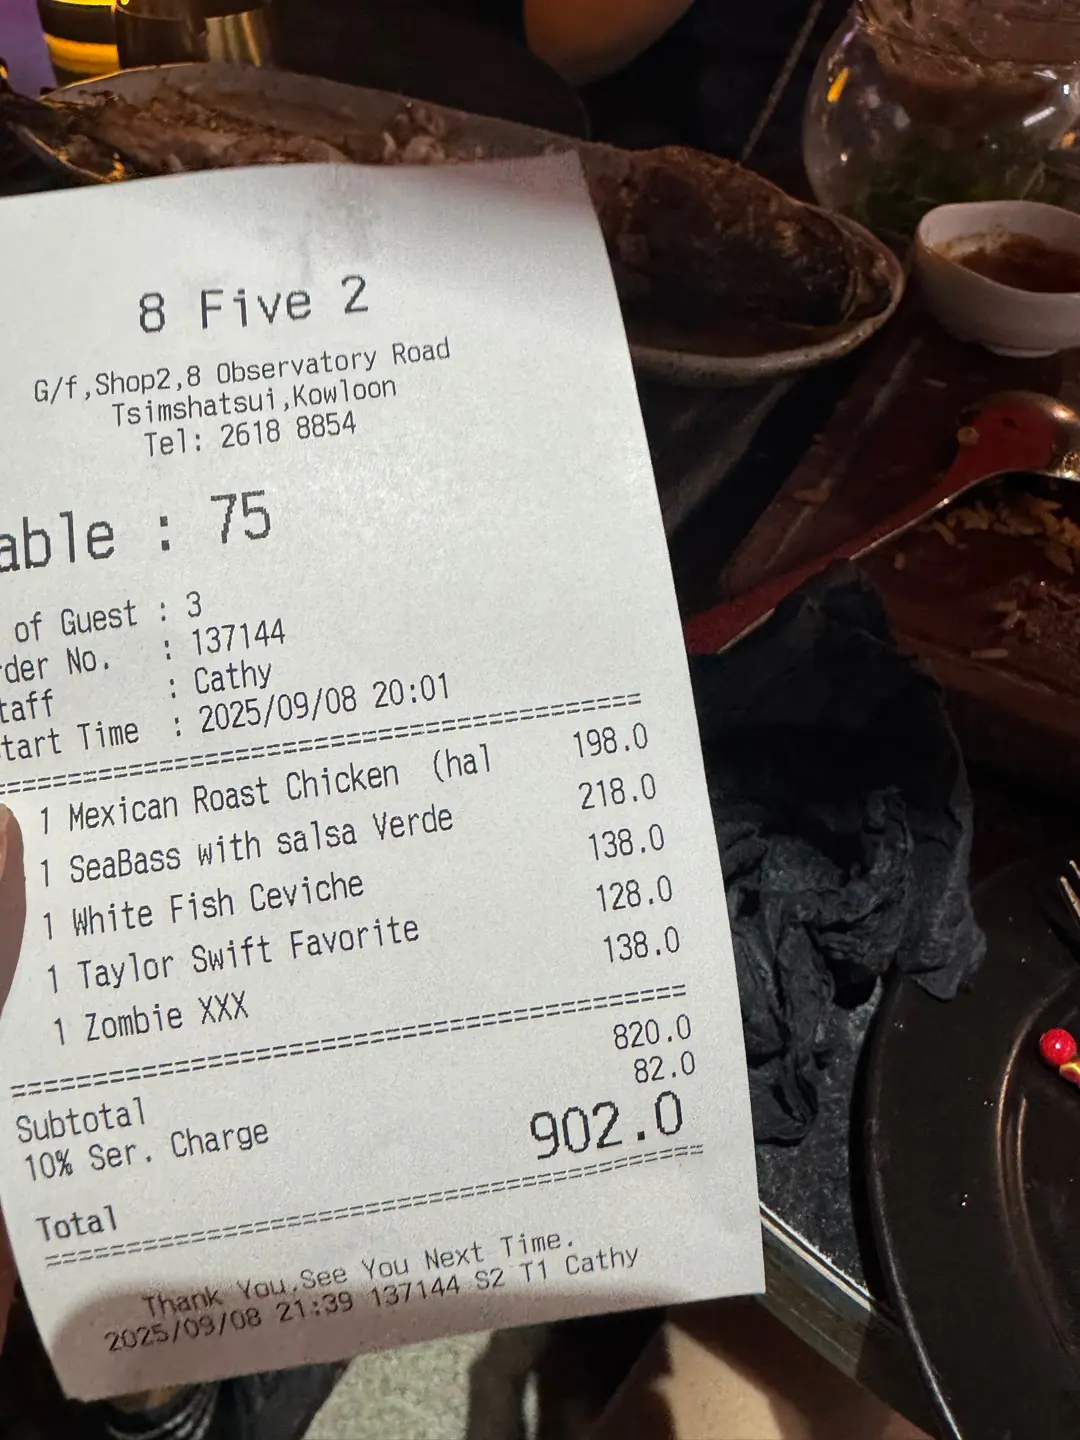 8 Five 2
G/f,Shop2,8 Observatory Road
Tsimshatsui,Kowloon
Tel: 2618 8854
able : 75
of Guest : 3
rder No. : 137144
taff : Cathy
tart Time : 2025/09/08 20:01
1 Mexican Roast Chicken (hal 198.0
1 SeaBass with salsa Verde 218.0
1 White Fish Ceviche 138.0
1 Taylor Swift Favorite 128.0
1 Zombie XXX 138.0
Subtotal 820.0
10% Ser. Charge 82.0
Total 902.0
Thank You,See You Next Time.
2025/09/08 21:39 137144 S2 T1 Cathy